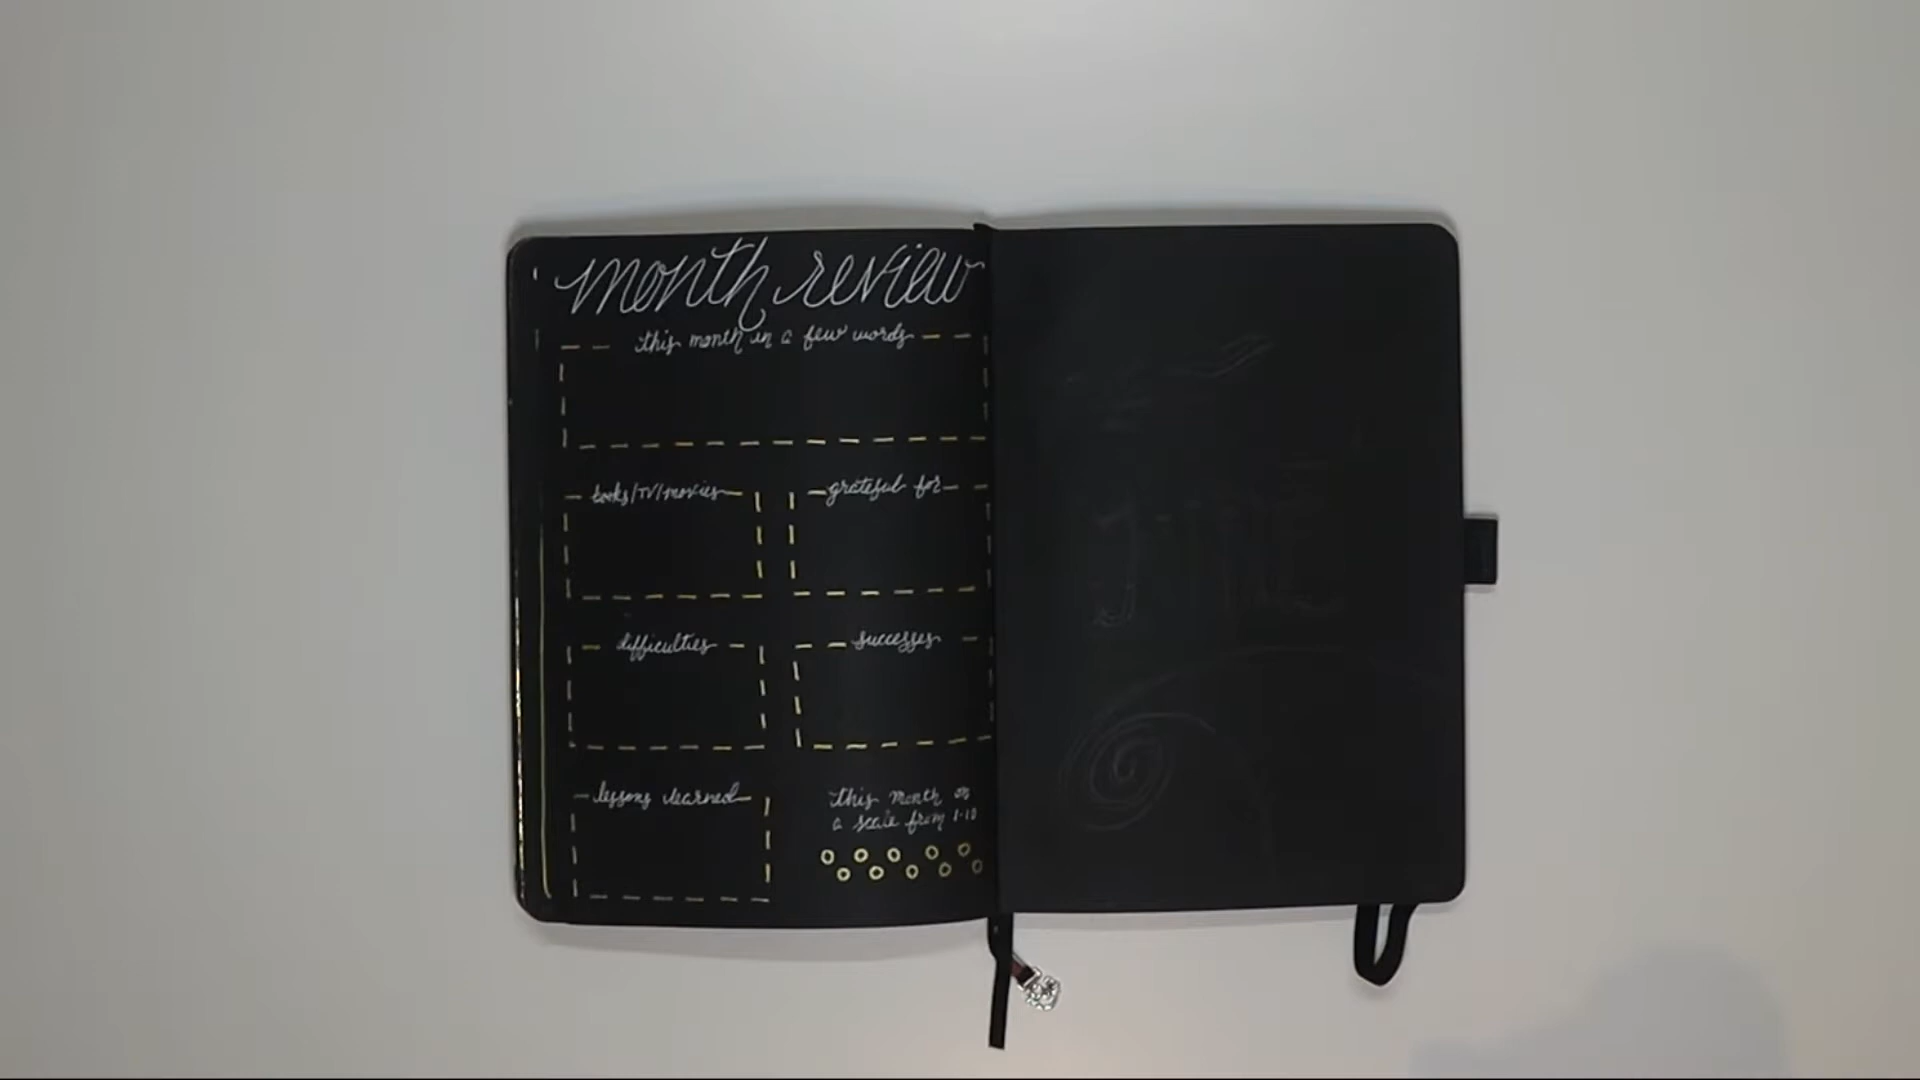 month review
this month in a few words
books/TV/movies
grateful for
difficulties
successes
lessons learned
this month on
a scale from 1-10
JUNE